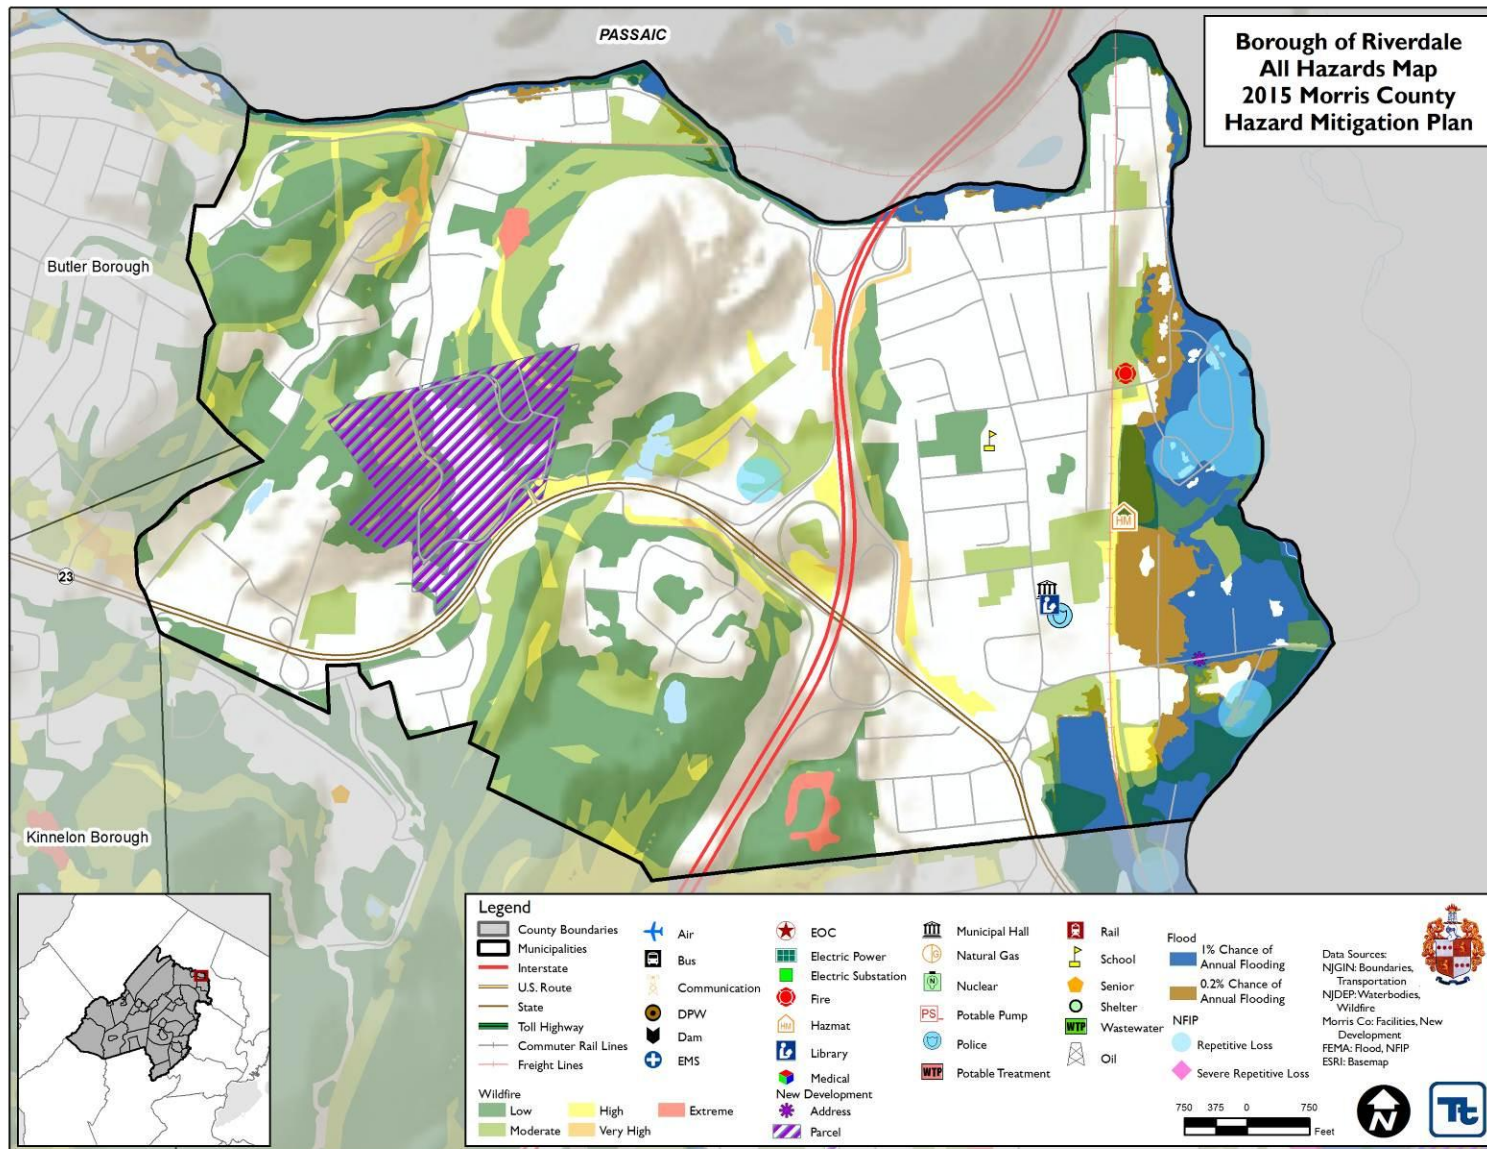 PASSAIC
Borough of Riverdale
All Hazards Map
2015 Morris County
Hazard Mitigation Plan
Butler Borough
23
HM
Kinnelon Borough
Legend
County Boundaries
Municipalities
Interstate
U.S. Route
State
Toll Highway
Commuter Rail Lines
Freight Lines
Air
Bus
Communication
DPW
Dam
EMS
EOC
Electric Power
Electric Substation
Fire
HM Hazmat
Library
Medical
Municipal Hall
G Natural Gas
N Nuclear
PS Potable Pump
Police
WTP Potable Treatment
Rail
School
Senior
Shelter
WTP Wastewater
Oil
Wildfire
Low
Moderate
High
Very High
Extreme
New Development
Address
Parcel
Flood
1% Chance of
Annual Flooding
0.2% Chance of
Annual Flooding
NFIP
Repetitive Loss
Severe Repetitive Loss
Data Sources:
NJGIN: Boundaries,
Transportation
NJDEP: Waterbodies,
Wildfire
Morris Co: Facilities, New
Development
FEMA: Flood, NFIP
ESRI: Basemap
750 375 0 750
Feet
N
Tt